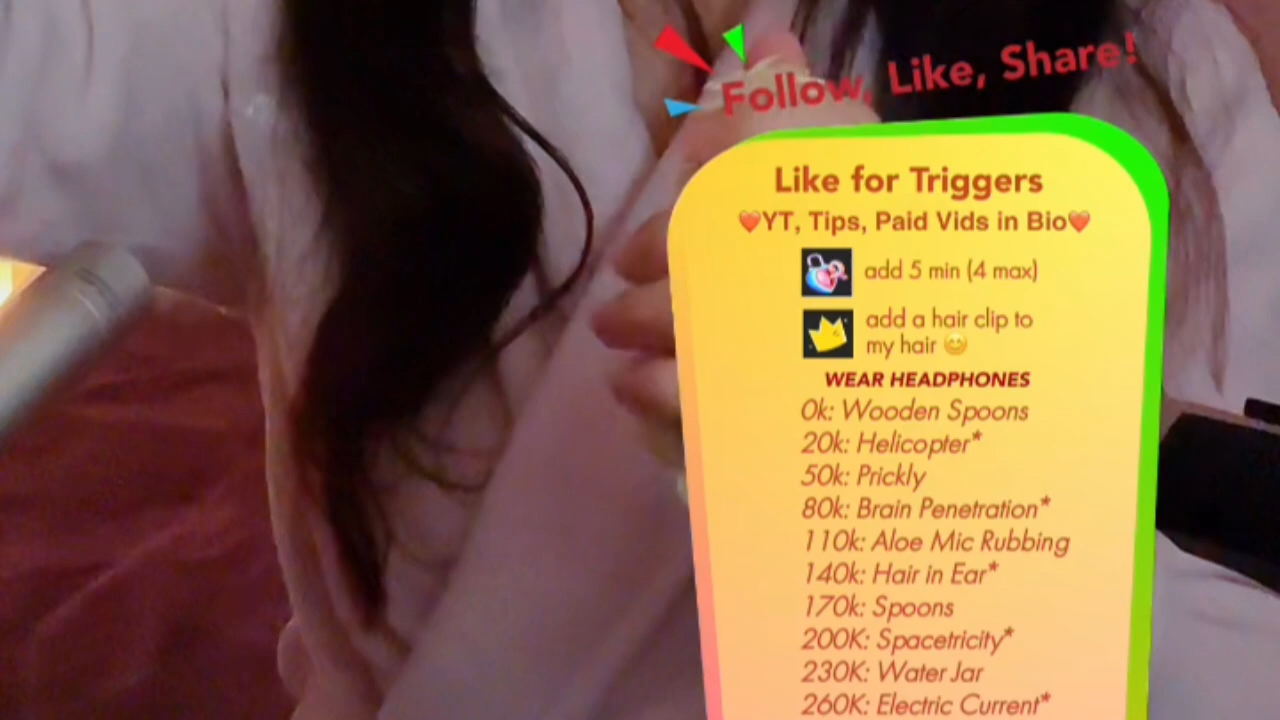 Follow, Like, Share!
Like for Triggers
❤️YT, Tips, Paid Vids in Bio❤️
add 5 min (4 max)
add a hair clip to
my hair 😊
WEAR HEADPHONES
0k: Wooden Spoons
20k: Helicopter*
50k: Prickly
80k: Brain Penetration*
110k: Aloe Mic Rubbing
140k: Hair in Ear*
170k: Spoons
200K: Spacetricity*
230K: Water Jar
260K: Electric Current*